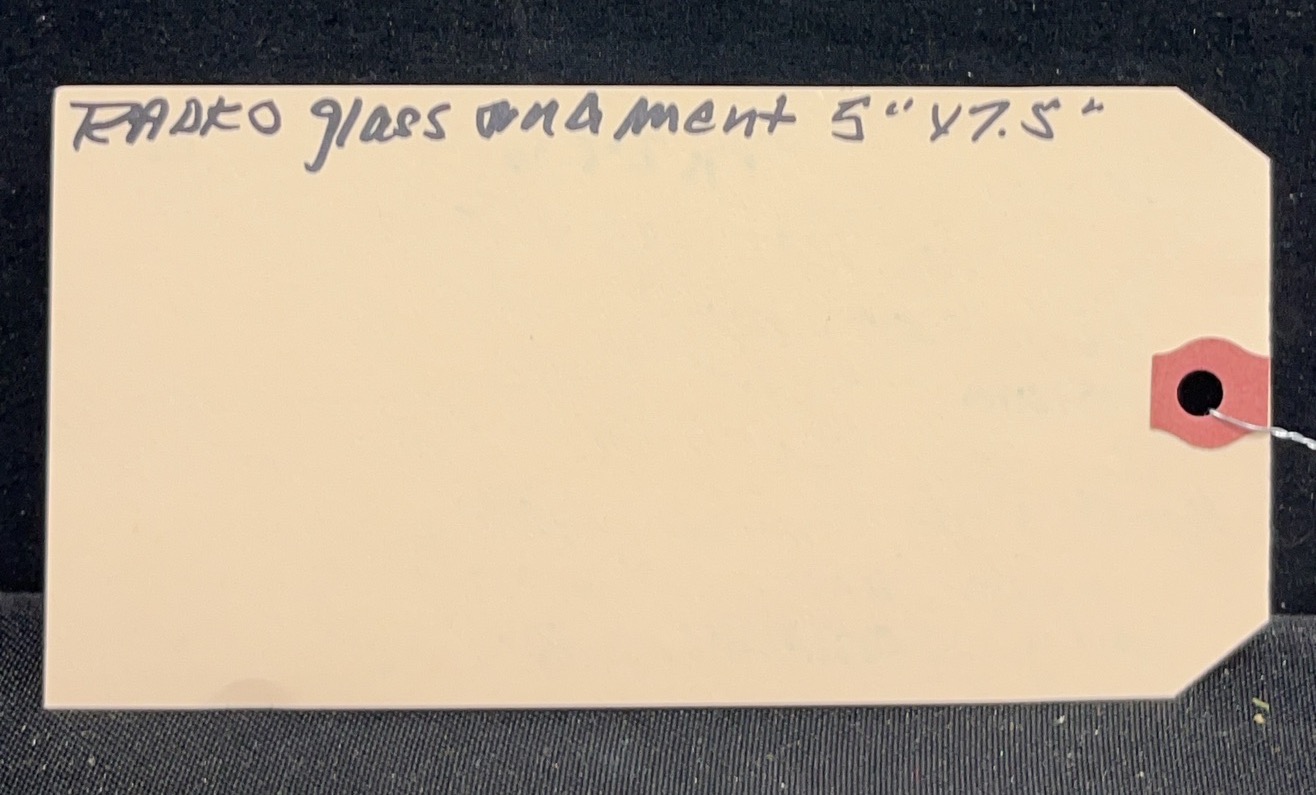 RADKO glass ornament 5" x 7.5"